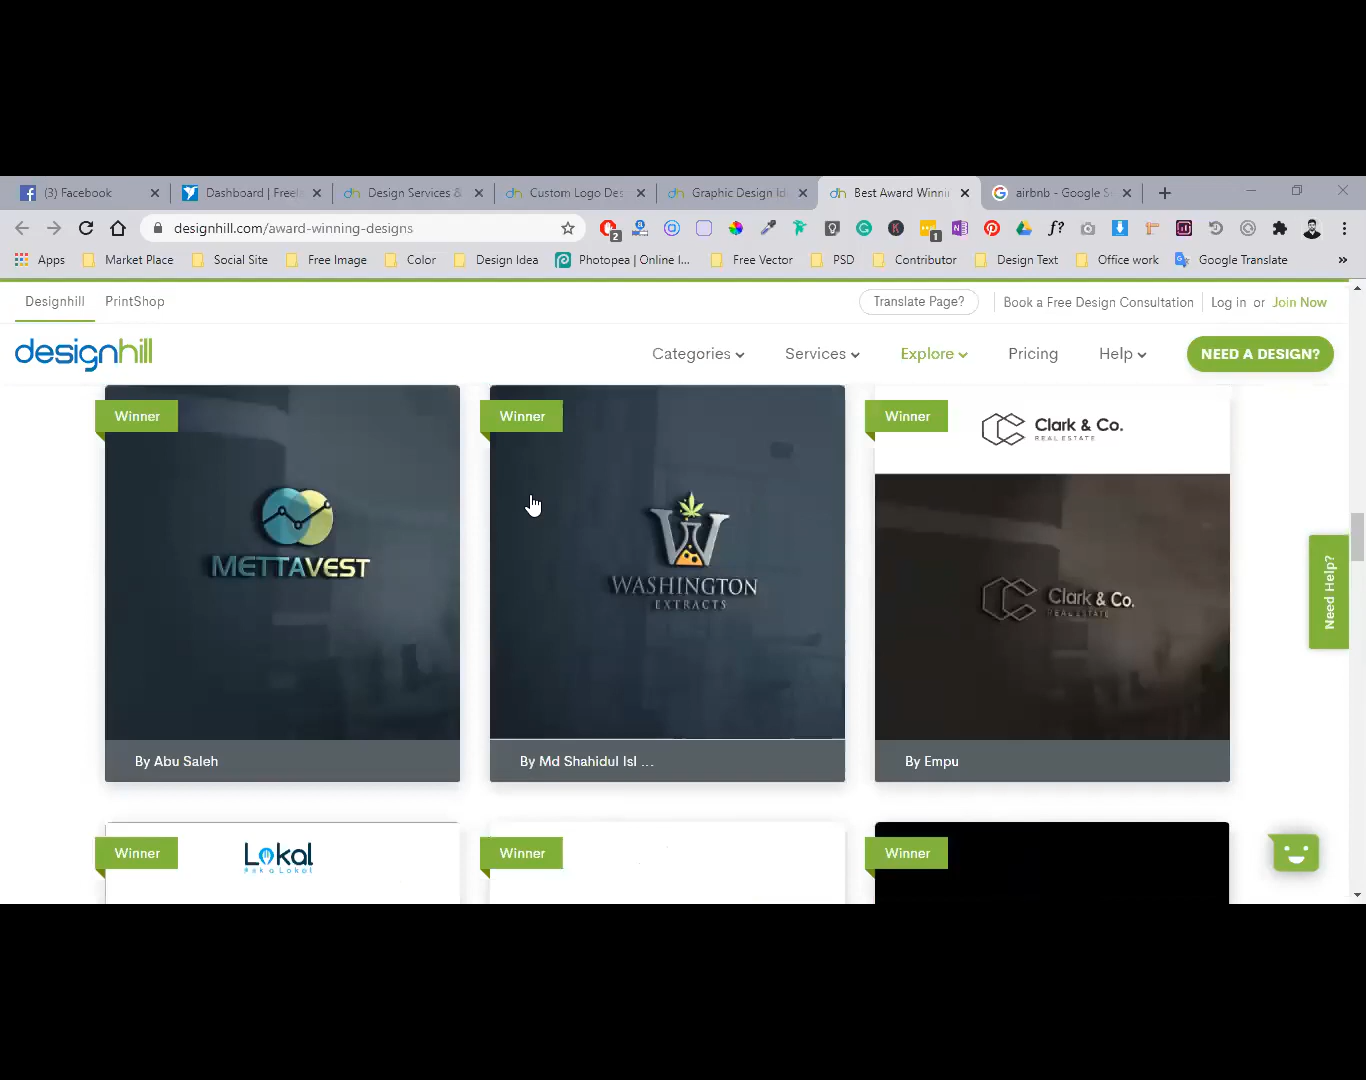 (3) Facebook
Dashboard | Freel
Design Services &
Custom Logo Des
Graphic Design Id
Best Award Winni
airbnb - Google S
designhill.com/award-winning-designs
2
1
f?
Apps
Market Place
Social Site
Free Image
Color
Design Idea
Photopea | Online I...
Free Vector
PSD
Contributor
Design Text
Office work
Google Translate
»
Designhill
PrintShop
Translate Page?
Book a Free Design Consultation
Log in or Join Now
designhill
Categories
Services
Explore
Pricing
Help
NEED A DESIGN?
Winner
METTAVEST
By Abu Saleh
Winner
W
WASHINGTON
EXTRACTS
By Md Shahidul Isl ...
Winner
Clark & Co.
REAL ESTATE
Clark & Co.
REAL ESTATE
By Empu
Need Help?
Winner
Lokal
Winner
Winner